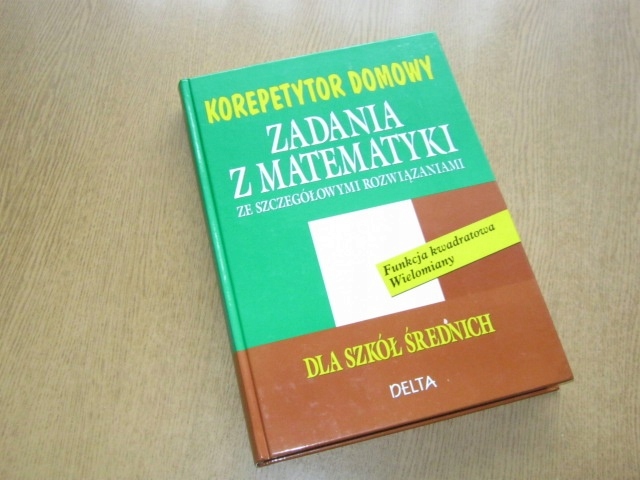 KOREPETYTOR DOMOWY
ZADANIA
Z MATEMATYKI
ZE SZCZEGÓŁOWYMI ROZWIĄZANIAMI
Funkcja kwadratowa
Wielomiany
DLA SZKÓŁ ŚREDNICH
DELTA